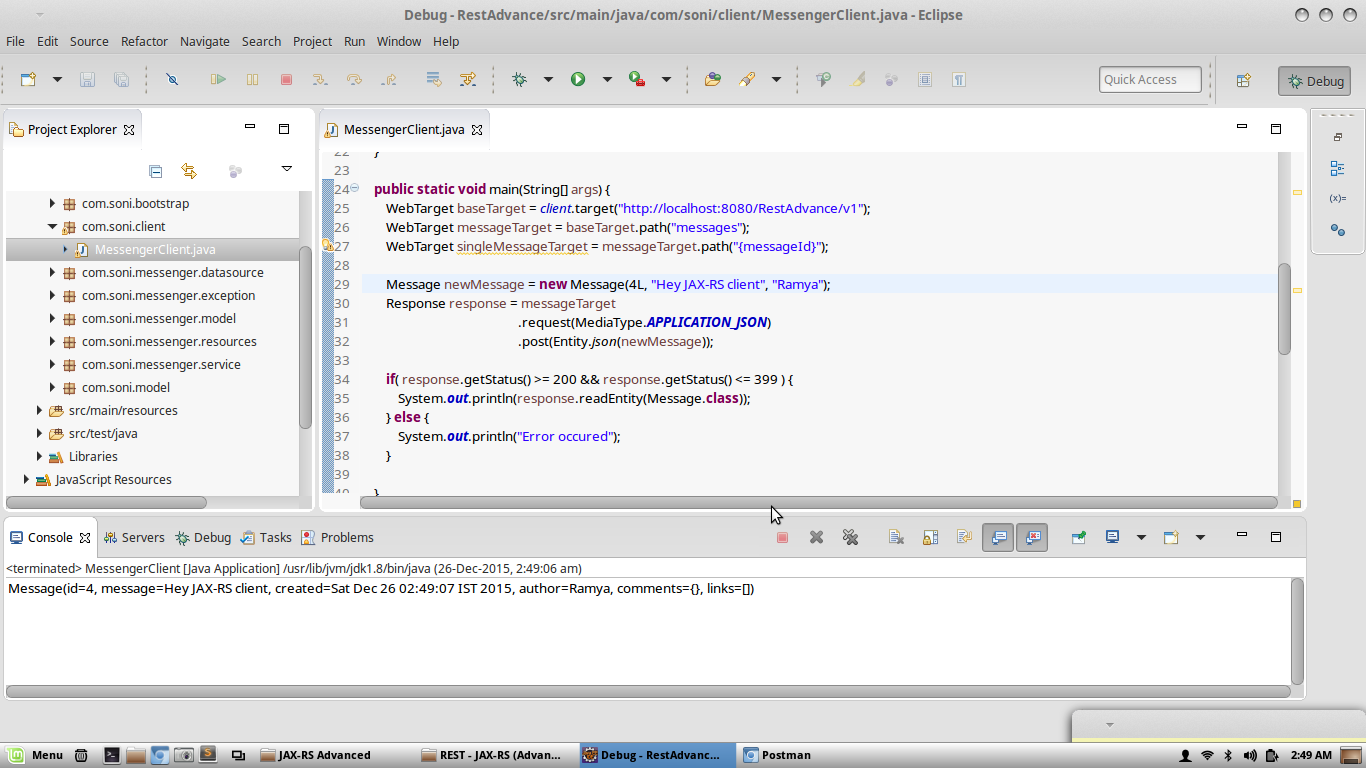 Debug - RestAdvance/src/main/java/com/soni/client/MessengerClient.java - Eclipse
File Edit Source Refactor Navigate Search Project Run Window Help
Quick Access
Debug
Project Explorer
MessengerClient.java
com.soni.bootstrap
com.soni.client
MessengerClient.java
com.soni.messenger.datasource
com.soni.messenger.exception
com.soni.messenger.model
com.soni.messenger.resources
com.soni.messenger.service
com.soni.model
src/main/resources
src/test/java
Libraries
JavaScript Resources
22 }
23
24 public static void main(String[] args) {
25 WebTarget baseTarget = client.target("http://localhost:8080/RestAdvance/v1");
26 WebTarget messageTarget = baseTarget.path("messages");
27 WebTarget singleMessageTarget = messageTarget.path("{messageId}");
28
29 Message newMessage = new Message(4L, "Hey JAX-RS client", "Ramya");
30 Response response = messageTarget
31 .request(MediaType.APPLICATION_JSON)
32 .post(Entity.json(newMessage));
33
34 if( response.getStatus() >= 200 && response.getStatus() <= 399 ) {
35 System.out.println(response.readEntity(Message.class));
36 } else {
37 System.out.println("Error occured");
38 }
39
40 }
(x)=
Console Servers Debug Tasks Problems
<terminated> MessengerClient [Java Application] /usr/lib/jvm/jdk1.8/bin/java (26-Dec-2015, 2:49:06 am)
Message(id=4, message=Hey JAX-RS client, created=Sat Dec 26 02:49:07 IST 2015, author=Ramya, comments={}, links=[])
Menu JAX-RS Advanced REST - JAX-RS (Advan... Debug - RestAdvanc... Postman 2:49 AM